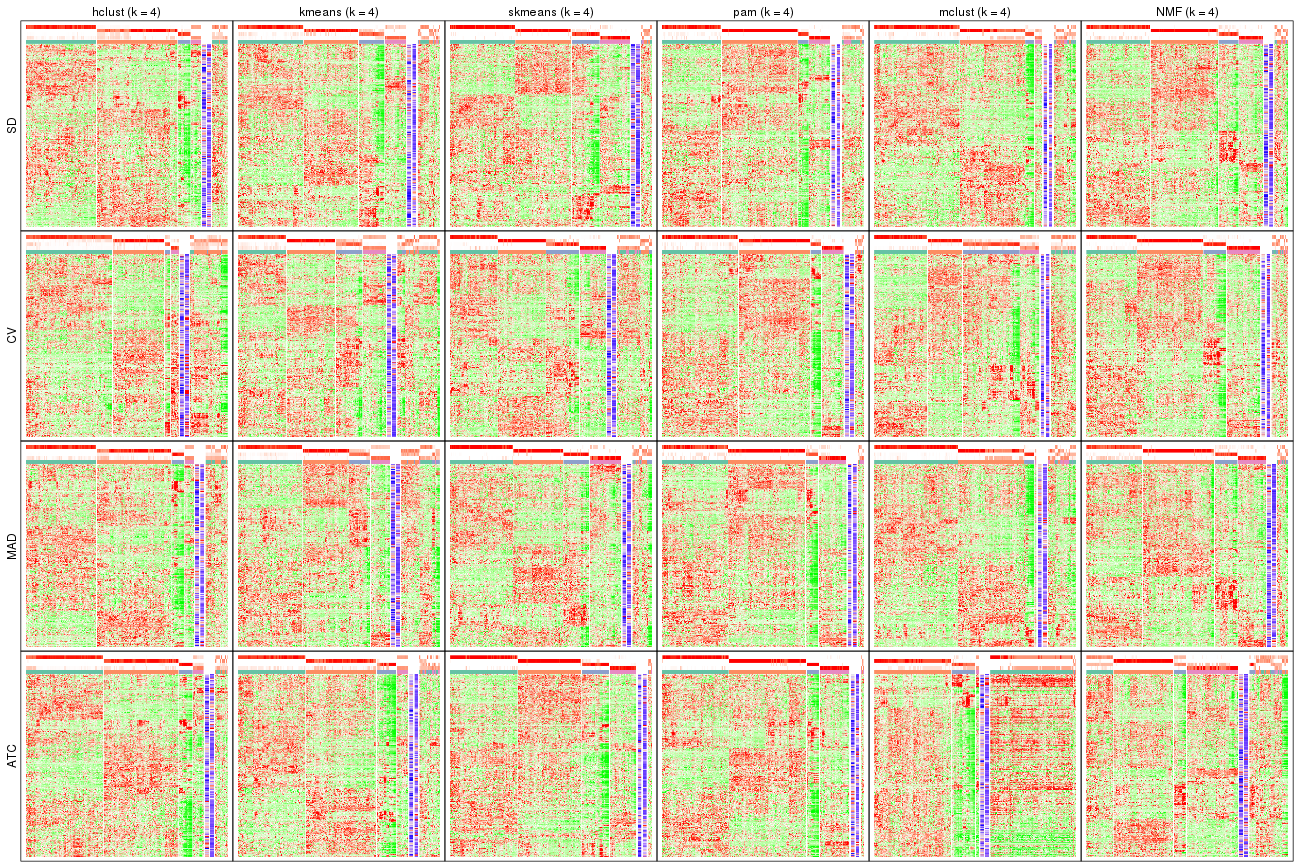 hclust (k = 4) kmeans (k = 4) skmeans (k = 4) pam (k = 4) mclust (k = 4) NMF (k = 4)
SD
CV
MAD
ATC